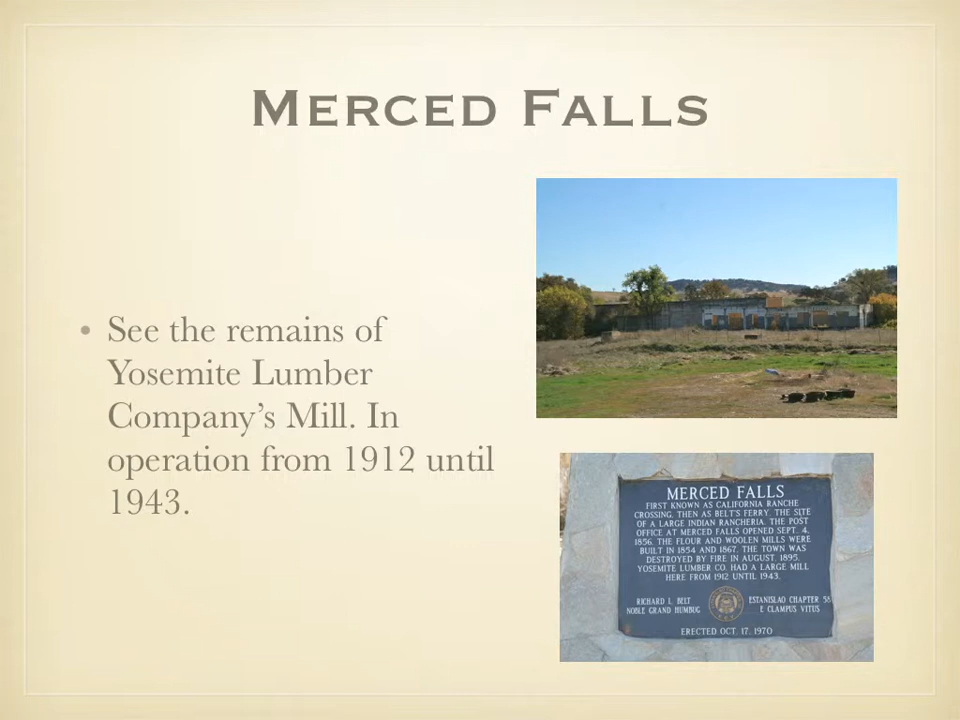 Merced Falls
• See the remains of
Yosemite Lumber
Company’s Mill. In
operation from 1912 until
1943.
MERCED FALLS
FIRST KNOWN AS CALIFORNIA RANCHE
CROSSING, THEN AS BELT'S FERRY. THE SITE
OF A LARGE INDIAN RANCHERIA. THE POST
OFFICE AT MERCED FALLS OPENED SEPT. 4,
1856. THE FLOUR AND WOOLEN MILLS WERE
BUILT IN 1854 AND 1867. THE TOWN WAS
DESTROYED BY FIRE IN AUGUST, 1895.
YOSEMITE LUMBER CO. HAD A LARGE MILL
HERE FROM 1912 UNTIL 1943.
RICHARD L. BELT
NOBLE GRAND HUMBUG
ESTANISLAO CHAPTER 58
E CLAMPUS VITUS
ERECTED OCT. 17, 1970